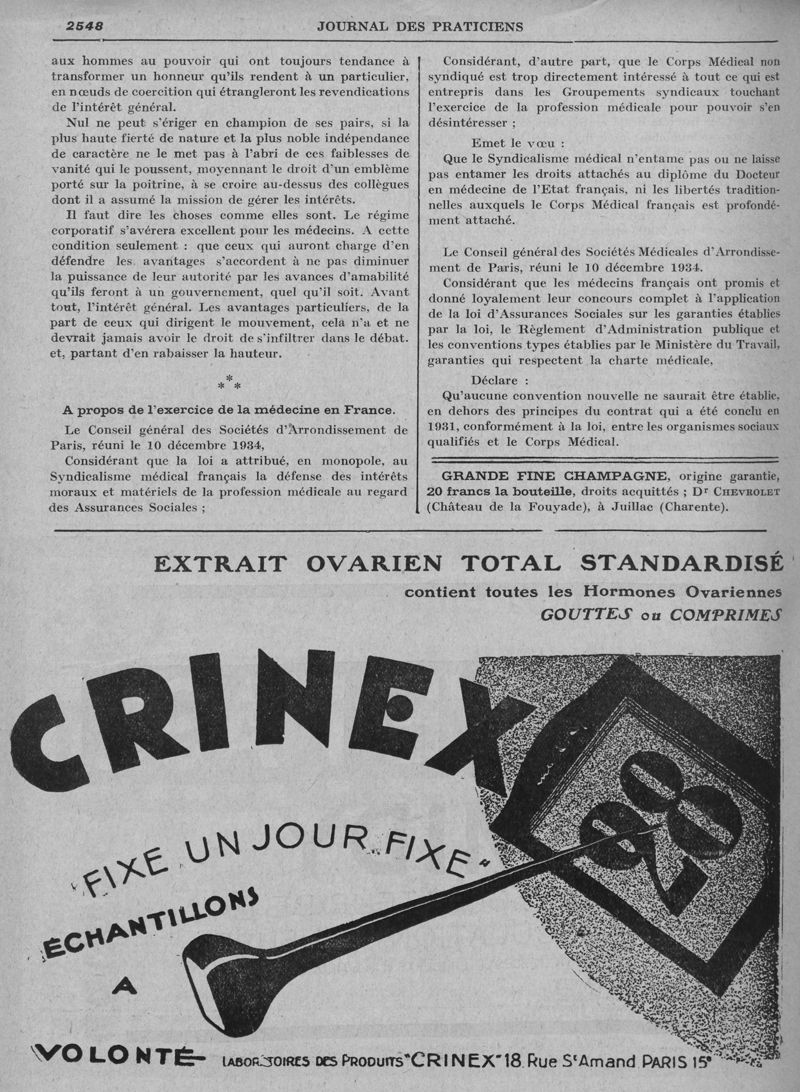 2548
JOURNAL DES PRATICIENS
aux hommes au pouvoir qui ont toujours tendance à
transformer un honneur qu'ils rendent à un particulier,
en nœuds de coercition qui étrangleront les revendications
de l'intérêt général.
Nul ne peut s'ériger en champion de ses pairs, si la
plus haute fierté de nature et la plus noble indépendance
de caractère ne le met pas à l'abri de ces faiblesses de
vanité qui le poussent, moyennant le droit d'un emblème
porté sur la poitrine, à se croire au-dessus des collègues
dont il a assumé la mission de gérer les intérêts.
Il faut dire les choses comme elles sont. Le régime
corporatif s'avérera excellent pour les médecins. A cette
condition seulement : que ceux qui auront charge d'en
défendre les avantages s'accordent à ne pas diminuer
la puissance de leur autorité par les avances d'amabilité
qu'ils feront à un gouvernement, quel qu'il soit. Avant
tout, l'intérêt général. Les avantages particuliers, de la
part de ceux qui dirigent le mouvement, cela n'a et ne
devrait jamais avoir le droit de s'infiltrer dans le débat.
et, partant d'en rabaisser la hauteur.
*
* *
A propos de l'exercice de la médecine en France.
Le Conseil général des Sociétés d'Arrondissement de
Paris, réuni le 10 décembre 1934,
Considérant que la loi a attribué, en monopole, au
Syndicalisme médical français la défense des intérêts
moraux et matériels de la profession médicale au regard
des Assurances Sociales ;
Considérant, d'autre part, que le Corps Médical non
syndiqué est trop directement intéressé à tout ce qui est
entrepris dans les Groupements syndicaux touchant
l'exercice de la profession médicale pour pouvoir s'en
désintéresser ;
Emet le vœu :
Que le Syndicalisme médical n'entame pas ou ne laisse
pas entamer les droits attachés au diplôme du Docteur
en médecine de l'Etat français, ni les libertés tradition-
nelles auxquels le Corps Médical français est profondé-
ment attaché.
Le Conseil général des Sociétés Médicales d'Arrondisse-
ment de Paris, réuni le 10 décembre 1934.
Considérant que les médecins français ont promis et
donné loyalement leur concours complet à l'application
de la loi d'Assurances Sociales sur les garanties établies
par la loi, le Règlement d'Administration publique et
les conventions types établies par le Ministère du Travail,
garanties qui respectent la charte médicale,
Déclare :
Qu'aucune convention nouvelle ne saurait être établie,
en dehors des principes du contrat qui a été conclu en
1931, conformément à la loi, entre les organismes sociaux
qualifiés et le Corps Médical.
GRANDE FINE CHAMPAGNE, origine garantie,
20 francs la bouteille, droits acquittés ; Dr CHEVROLET
(Château de la Fouyade), à Juillac (Charente).
EXTRAIT OVARIEN TOTAL STANDARDISÉ
contient toutes les Hormones Ovariennes
GOUTTES ou COMPRIMES
CRINEX
28
"FIXE UN JOUR FIXE"
ÉCHANTILLONS
A
VOLONTÉ
LABORATOIRES DES PRODUITS "CRINEX" 18 Rue St Amand PARIS 15e